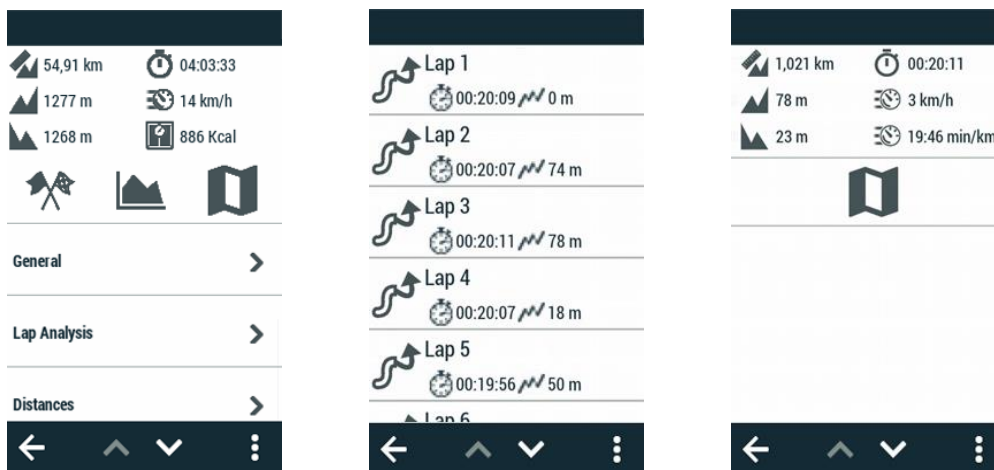 54,91 km 04:03:33
1277 m 14 km/h
1268 m 886 Kcal
General
Lap Analysis
Distances
Lap 1
00:20:09 0 m
Lap 2
00:20:07 74 m
Lap 3
00:20:11 78 m
Lap 4
00:20:07 18 m
Lap 5
00:19:56 50 m
Lap 6
1,021 km 00:20:11
78 m 3 km/h
23 m 19:46 min/km